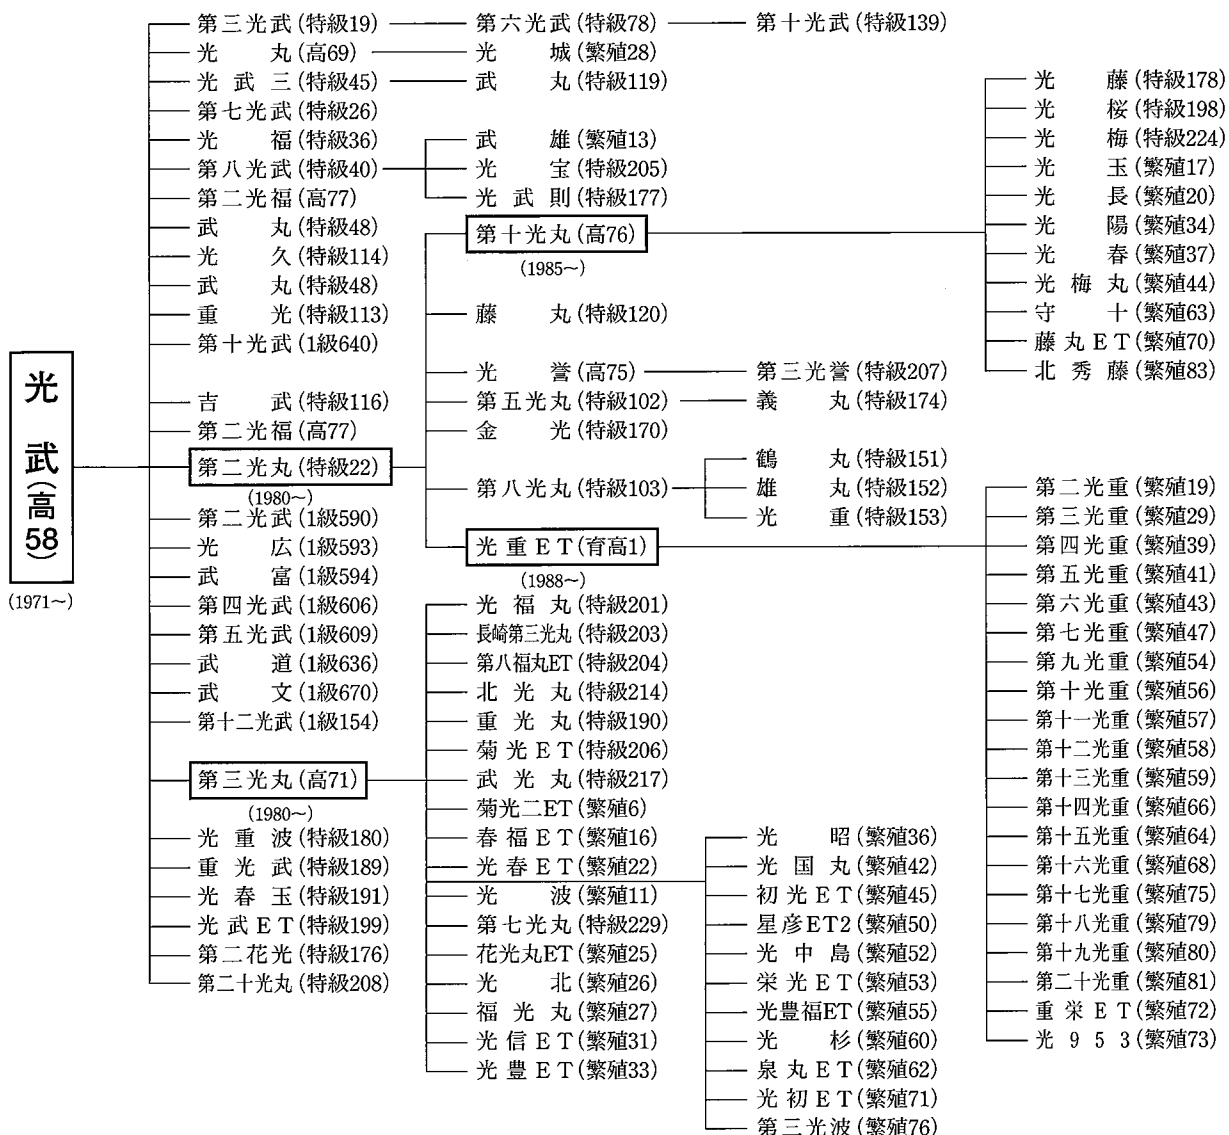 光武(高58)
(1971～)
第三光武(特級19)
光丸(高69)
光武三(特級45)
第七光武(特級26)
光福(特級36)
第八光武(特級40)
第二光福(高77)
武丸(特級48)
光久(特級114)
武丸(特級48)
重光(特級113)
第十光武(1級640)
吉武(特級116)
第二光福(高77)
第二光丸(特級22)
(1980～)
第二光武(1級590)
光広(1級593)
武富(1級594)
第四光武(1級606)
第五光武(1級609)
武道(1級636)
武文(1級670)
第十二光武(1級154)
第三光丸(高71)
(1980～)
光重波(特級180)
重光武(特級189)
光春玉(特級191)
光武ET(特級199)
第二花光(特級176)
第二十光丸(特級208)
第六光武(特級78)
光城(繁殖28)
武丸(特級119)
武雄(繁殖13)
光宝(特級205)
光武則(特級177)
第十光丸(高76)
(1985～)
藤丸(特級120)
光誉(高75)
第五光丸(特級102)
金光(特級170)
第八光丸(特級103)
光重ET(育高1)
(1988～)
光福丸(特級201)
長崎第三光丸(特級203)
第八福丸ET(特級204)
北光丸(特級214)
重光丸(特級190)
菊光ET(特級206)
武光丸(特級217)
菊光二ET(繁殖6)
春福ET(繁殖16)
光春ET(繁殖22)
光波(繁殖11)
第七光丸(特級229)
花光丸ET(繁殖25)
光北(繁殖26)
福光丸(繁殖27)
光信ET(繁殖31)
光豊ET(繁殖33)
第十光武(特級139)
第三光誉(特級207)
義丸(特級174)
鶴丸(特級151)
雄丸(特級152)
光重(特級153)
光昭(繁殖36)
光国丸(繁殖42)
初光ET(繁殖45)
星彦ET2(繁殖50)
光中島(繁殖52)
栄光ET(繁殖53)
光豊福ET(繁殖55)
光杉(繁殖60)
泉丸ET(繁殖62)
光初ET(繁殖71)
第三光波(繁殖76)
光藤(特級178)
光桜(特級198)
光梅(特級224)
光玉(繁殖17)
光長(繁殖20)
光陽(繁殖34)
光春(繁殖37)
光梅丸(繁殖44)
守十(繁殖63)
藤丸ET(繁殖70)
北秀藤(繁殖83)
第二光重(繁殖19)
第三光重(繁殖29)
第四光重(繁殖39)
第五光重(繁殖41)
第六光重(繁殖43)
第七光重(繁殖47)
第九光重(繁殖54)
第十光重(繁殖56)
第十一光重(繁殖57)
第十二光重(繁殖58)
第十三光重(繁殖59)
第十四光重(繁殖66)
第十五光重(繁殖64)
第十六光重(繁殖68)
第十七光重(繁殖75)
第十八光重(繁殖79)
第十九光重(繁殖80)
第二十光重(繁殖81)
重栄ET(繁殖72)
光953(繁殖73)